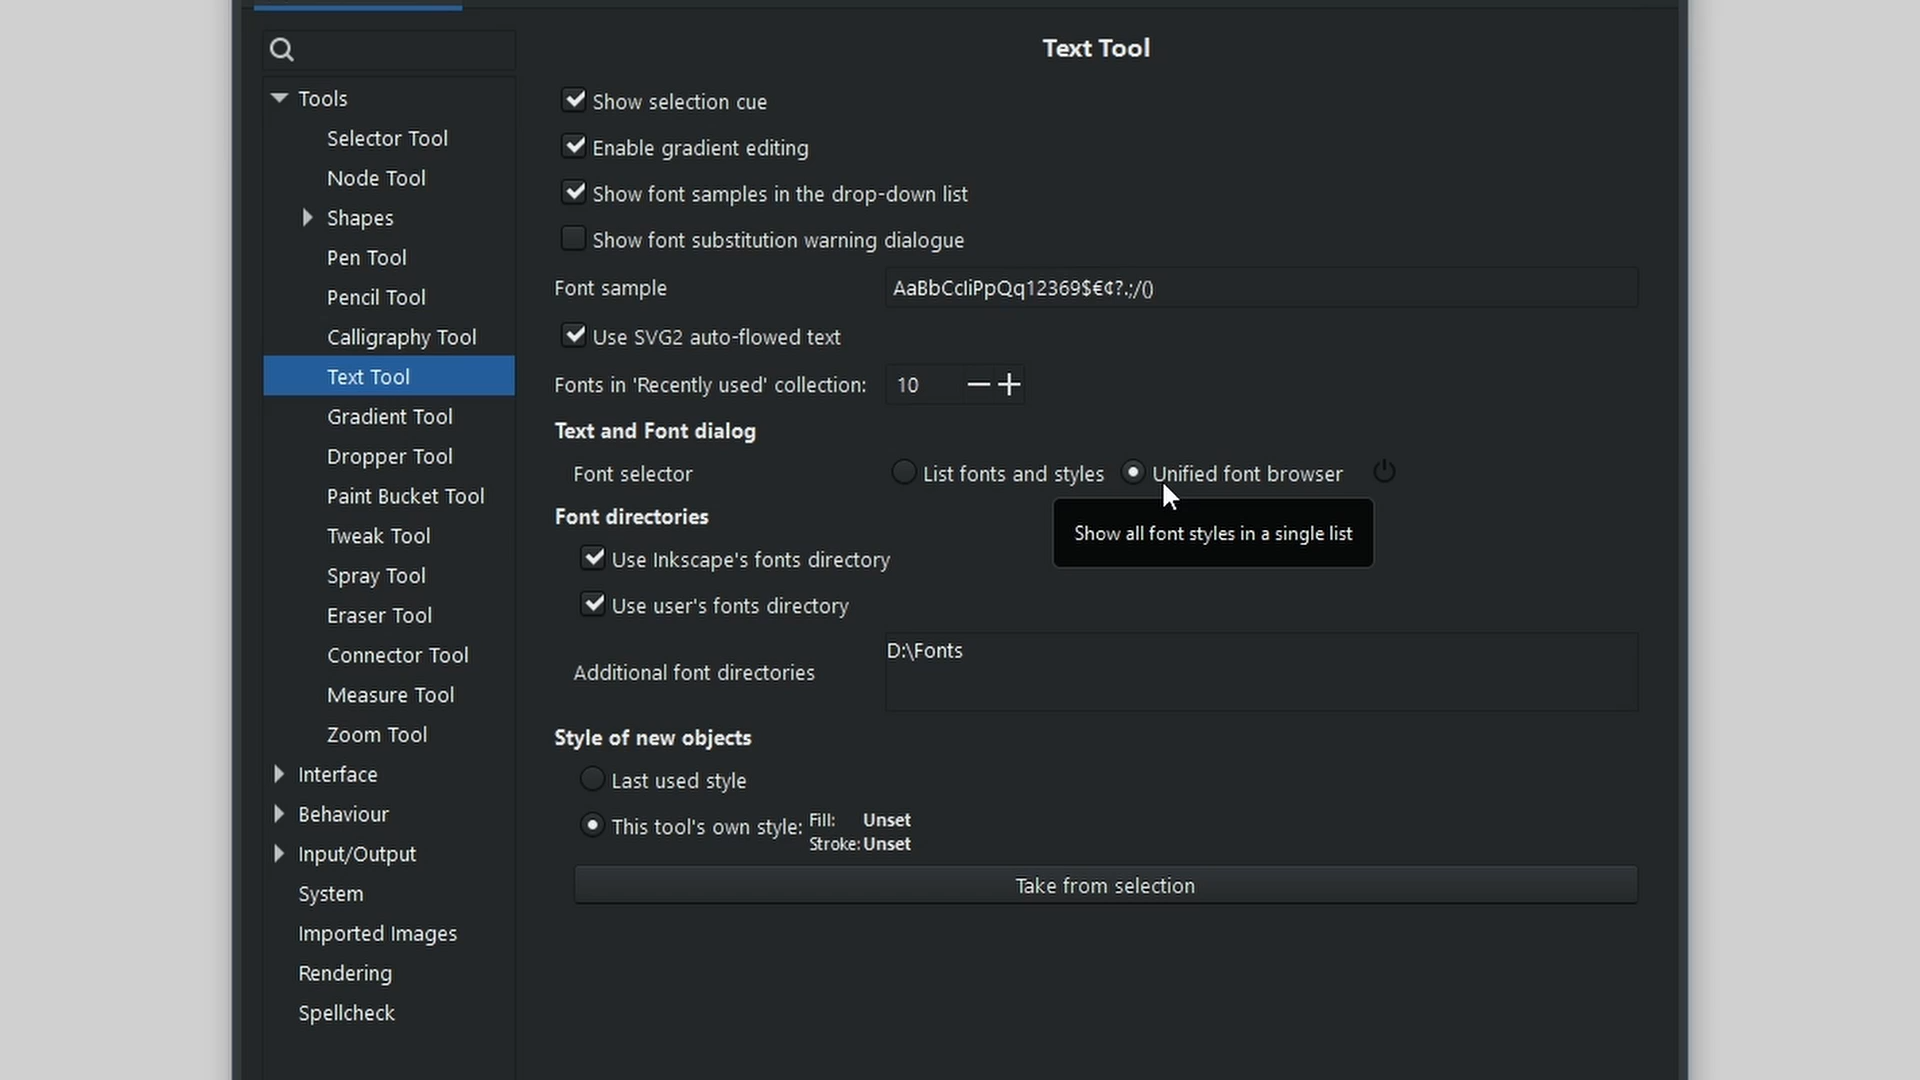 Text Tool
Tools
Selector Tool
Node Tool
Shapes
Pen Tool
Pencil Tool
Calligraphy Tool
Text Tool
Gradient Tool
Dropper Tool
Paint Bucket Tool
Tweak Tool
Spray Tool
Eraser Tool
Connector Tool
Measure Tool
Zoom Tool
Interface
Behaviour
Input/Output
System
Imported Images
Rendering
Spellcheck
Show selection cue
Enable gradient editing
Show font samples in the drop-down list
Show font substitution warning dialogue
Font sample AaBbCcIiPpQq12369$€¢?.;/()
Use SVG2 auto-flowed text
Fonts in 'Recently used' collection: 10
Text and Font dialog
Font selector List fonts and styles Unified font browser
Show all font styles in a single list
Font directories
Use Inkscape's fonts directory
Use user's fonts directory
Additional font directories D:\Fonts
Style of new objects
Last used style
This tool's own style: Fill: Unset
Stroke: Unset
Take from selection